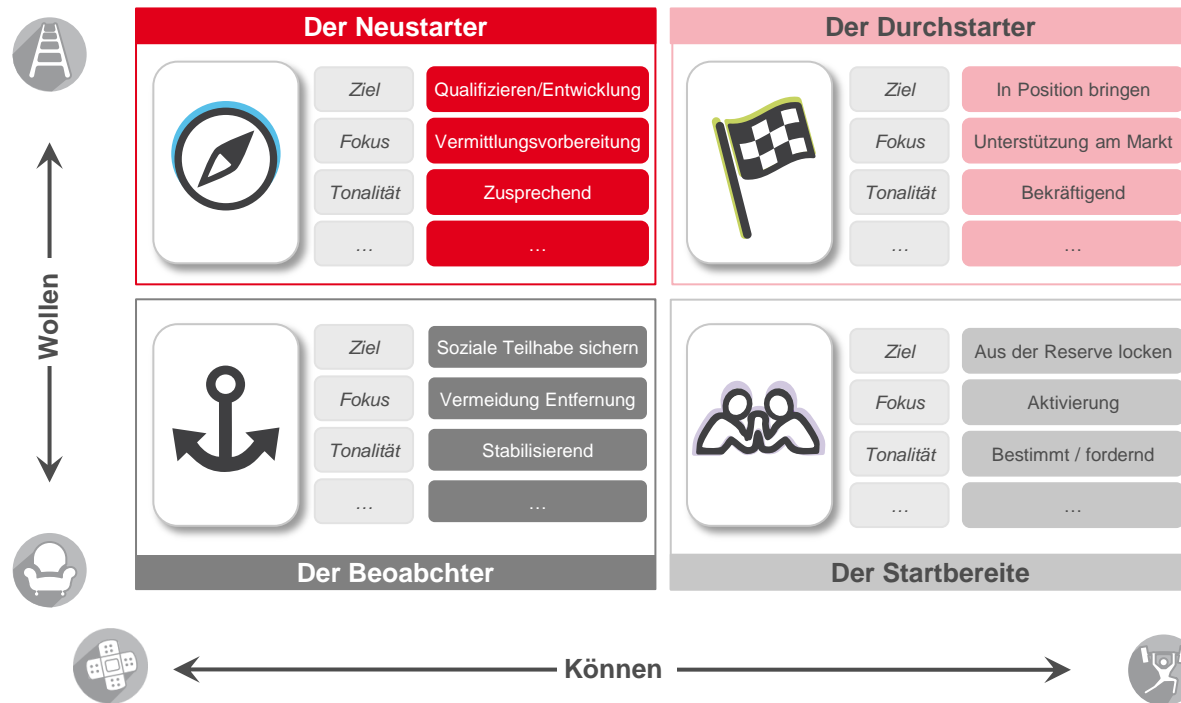 Der Neustarter
Ziel
Qualifizieren/Entwicklung
Fokus
Vermittlungsvorbereitung
Tonalität
Zusprechend
…
…
Der Durchstarter
Ziel
In Position bringen
Fokus
Unterstützung am Markt
Tonalität
Bekräftigend
…
…
Wollen
Ziel
Soziale Teilhabe sichern
Fokus
Vermeidung Entfernung
Tonalität
Stabilisierend
…
…
Der Beoabchter
Ziel
Aus der Reserve locken
Fokus
Aktivierung
Tonalität
Bestimmt / fordernd
…
…
Der Startbereite
Können